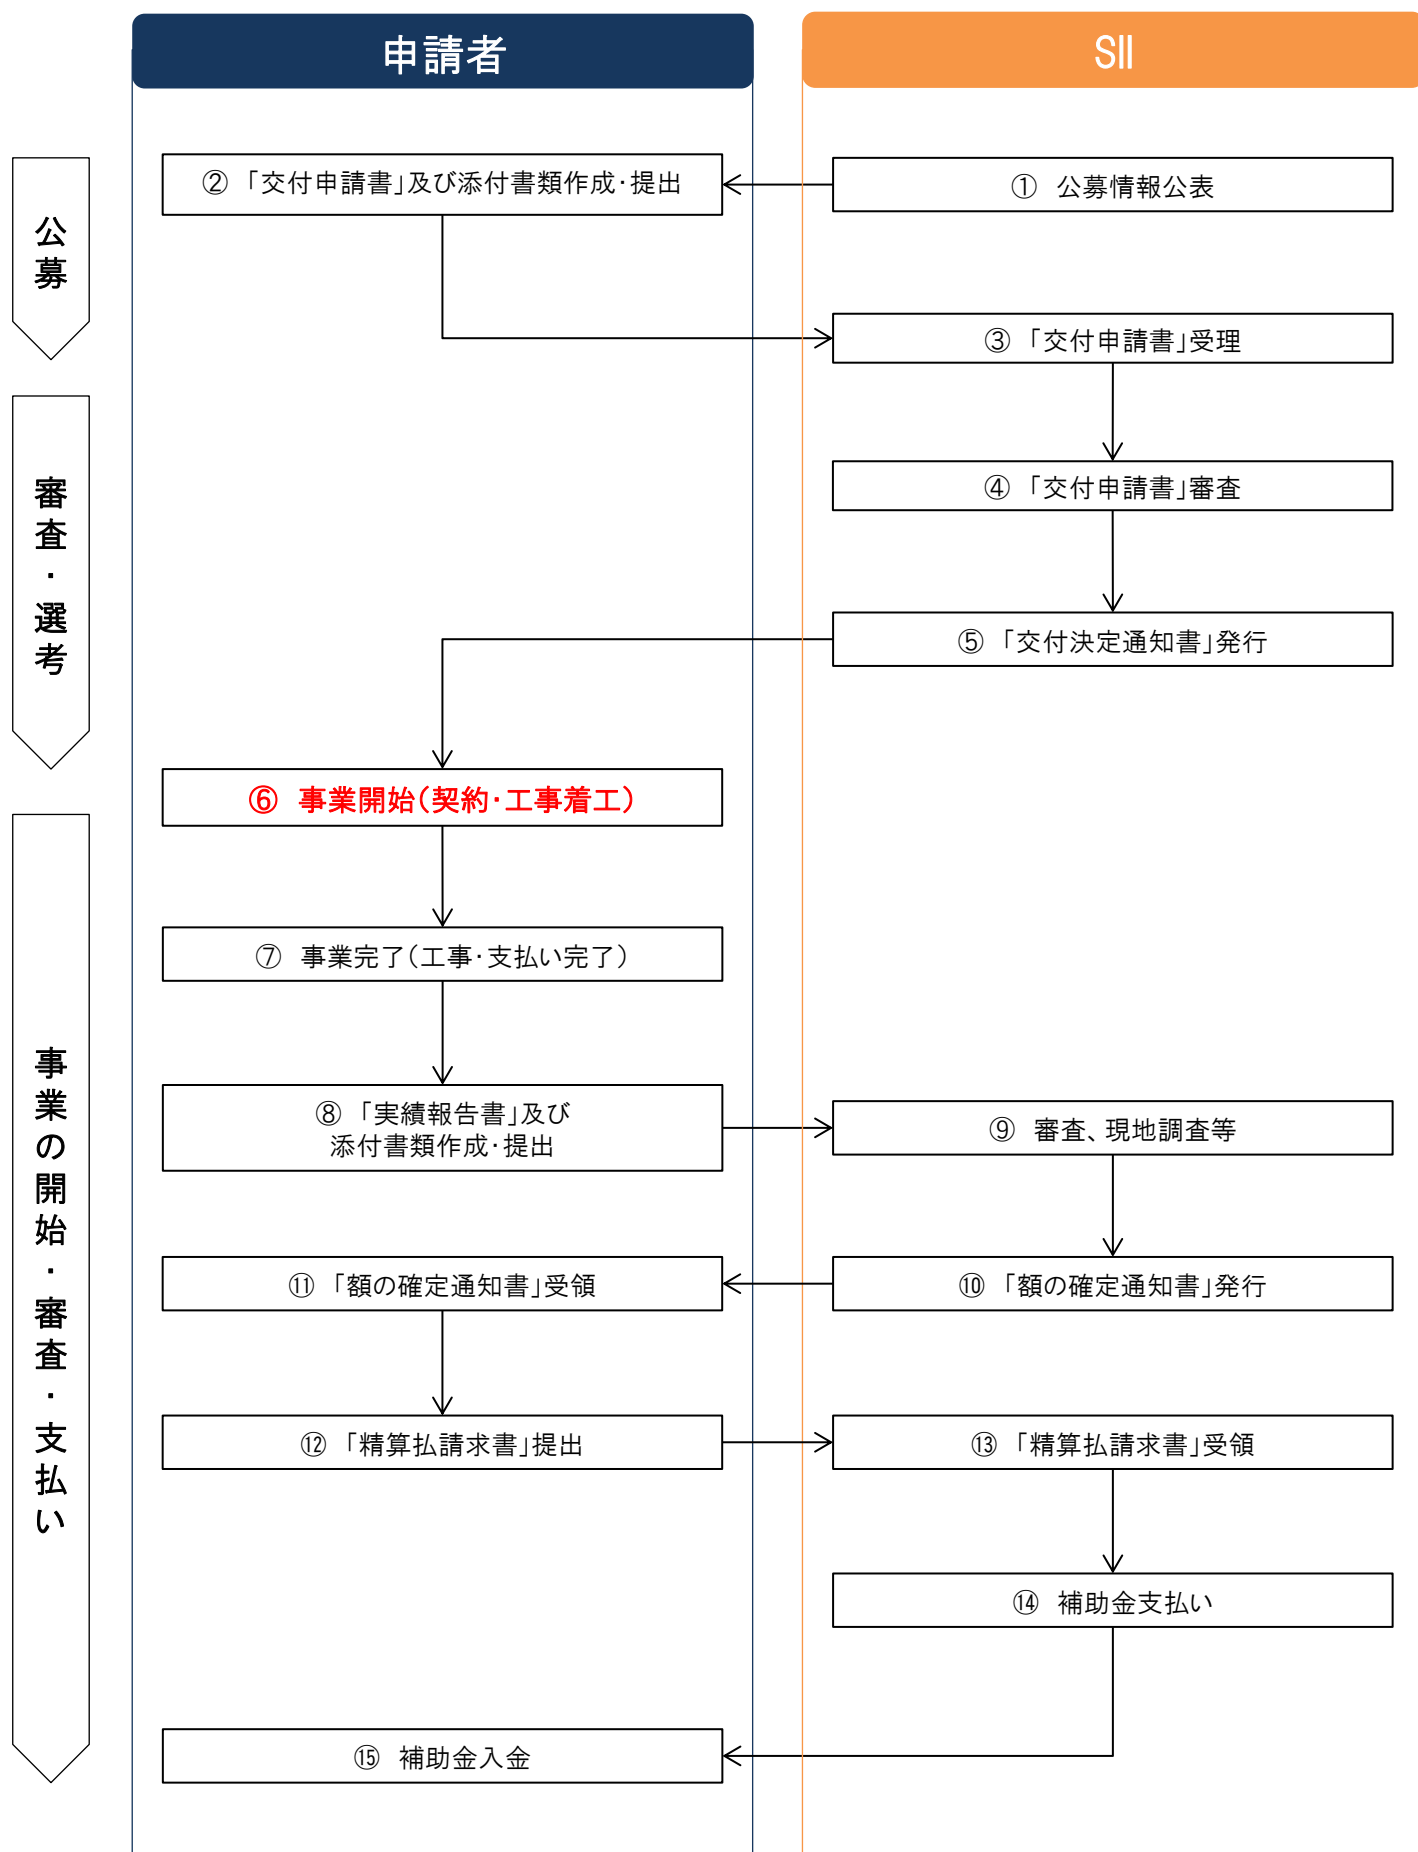 申請者
SII
公募
② 「交付申請書」及び添付書類作成・提出
① 公募情報公表
③ 「交付申請書」受理
審査・選考
④ 「交付申請書」審査
⑤ 「交付決定通知書」発行
⑥ 事業開始(契約・工事着工)
事業の開始・審査・支払い
⑦ 事業完了(工事・支払い完了)
⑧ 「実績報告書」及び
添付書類作成・提出
⑨ 審査、現地調査等
⑪ 「額の確定通知書」受領
⑩ 「額の確定通知書」発行
⑫ 「精算払請求書」提出
⑬ 「精算払請求書」受領
⑭ 補助金支払い
⑮ 補助金入金